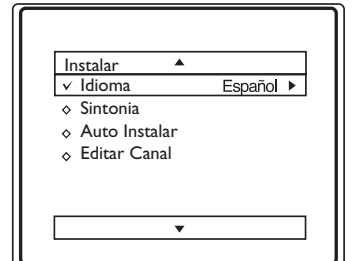 Instalar
Idioma Español
Sintonia
Auto Instalar
Editar Canal